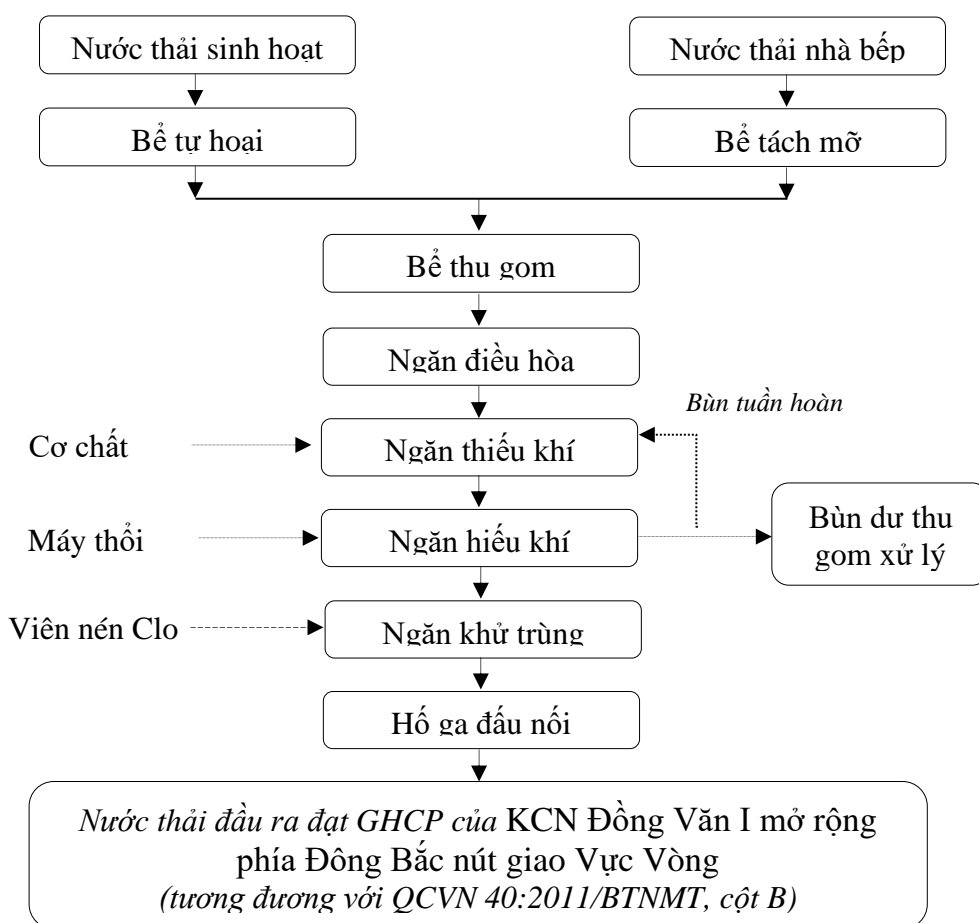 Nước thải sinh hoạt
Nước thải nhà bếp
Bể tự hoại
Bể tách mỡ
Bể thu gom
Ngăn điều hòa
Bùn tuần hoàn
Cơ chất
Ngăn thiếu khí
Máy thổi
Ngăn hiếu khí
Bùn dư thu
gom xử lý
Viên nén Clo
Ngăn khử trùng
Hố ga đấu nối
Nước thải đầu ra đạt GHCP của KCN Đồng Văn I mở rộng
phía Đông Bắc nút giao Vực Vòng
(tương đương với QCVN 40:2011/BTNMT, cột B)